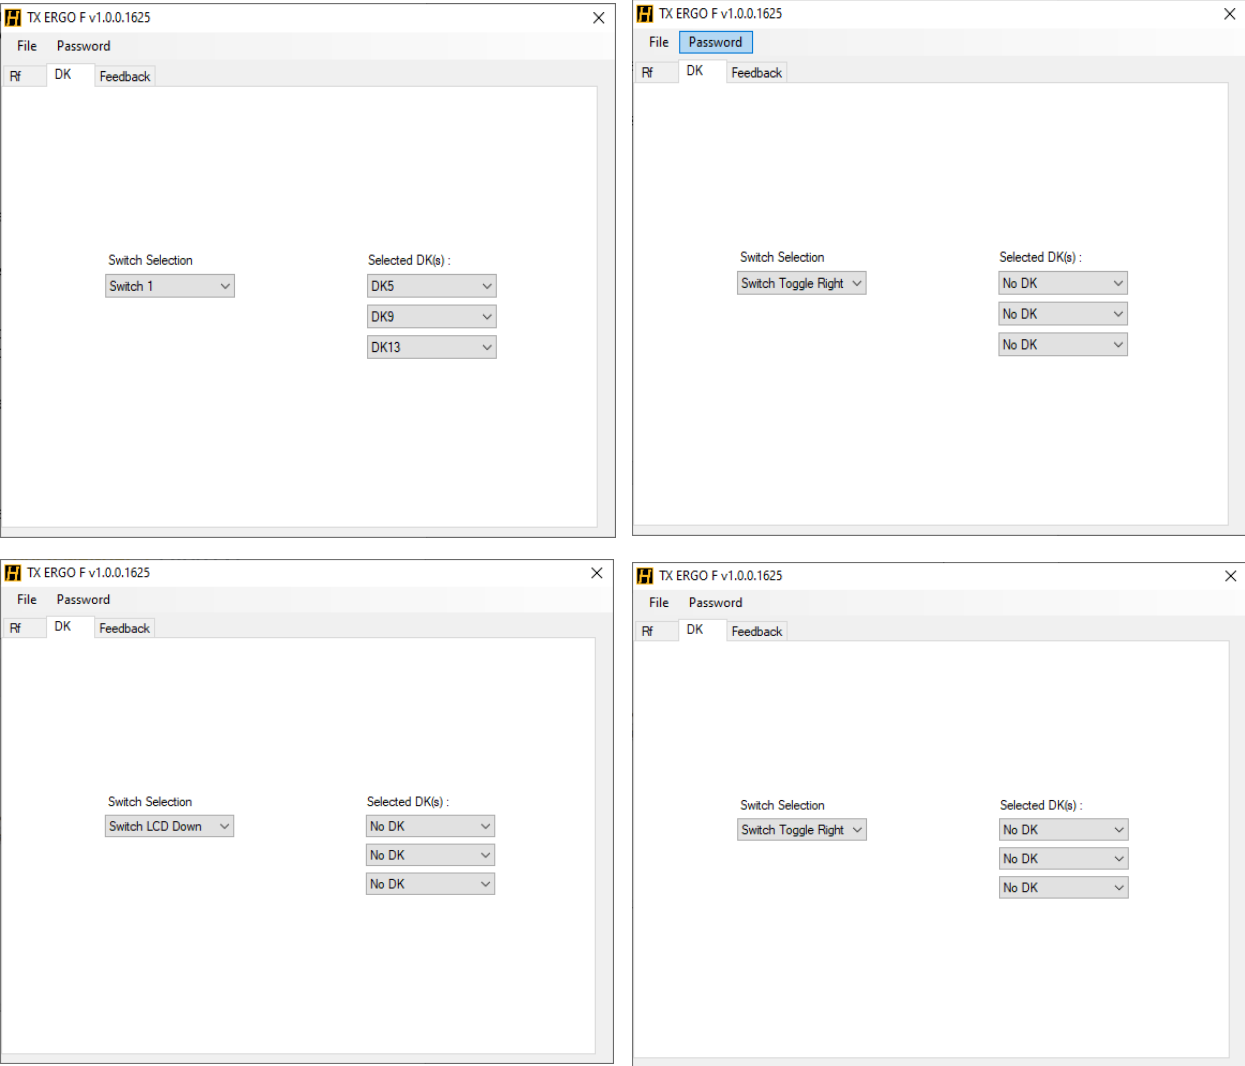 TX ERGO F v1.0.0.1625
File Password
Rf DK Feedback
Switch Selection Selected DK(s) :
Switch 1 DK5
DK9
DK13
TX ERGO F v1.0.0.1625
File Password
Rf DK Feedback
Switch Selection Selected DK(s) :
Switch Toggle Right No DK
No DK
No DK
TX ERGO F v1.0.0.1625
File Password
Rf DK Feedback
Switch Selection Selected DK(s) :
Switch LCD Down No DK
No DK
No DK
TX ERGO F v1.0.0.1625
File Password
Rf DK Feedback
Switch Selection Selected DK(s) :
Switch Toggle Right No DK
No DK
No DK